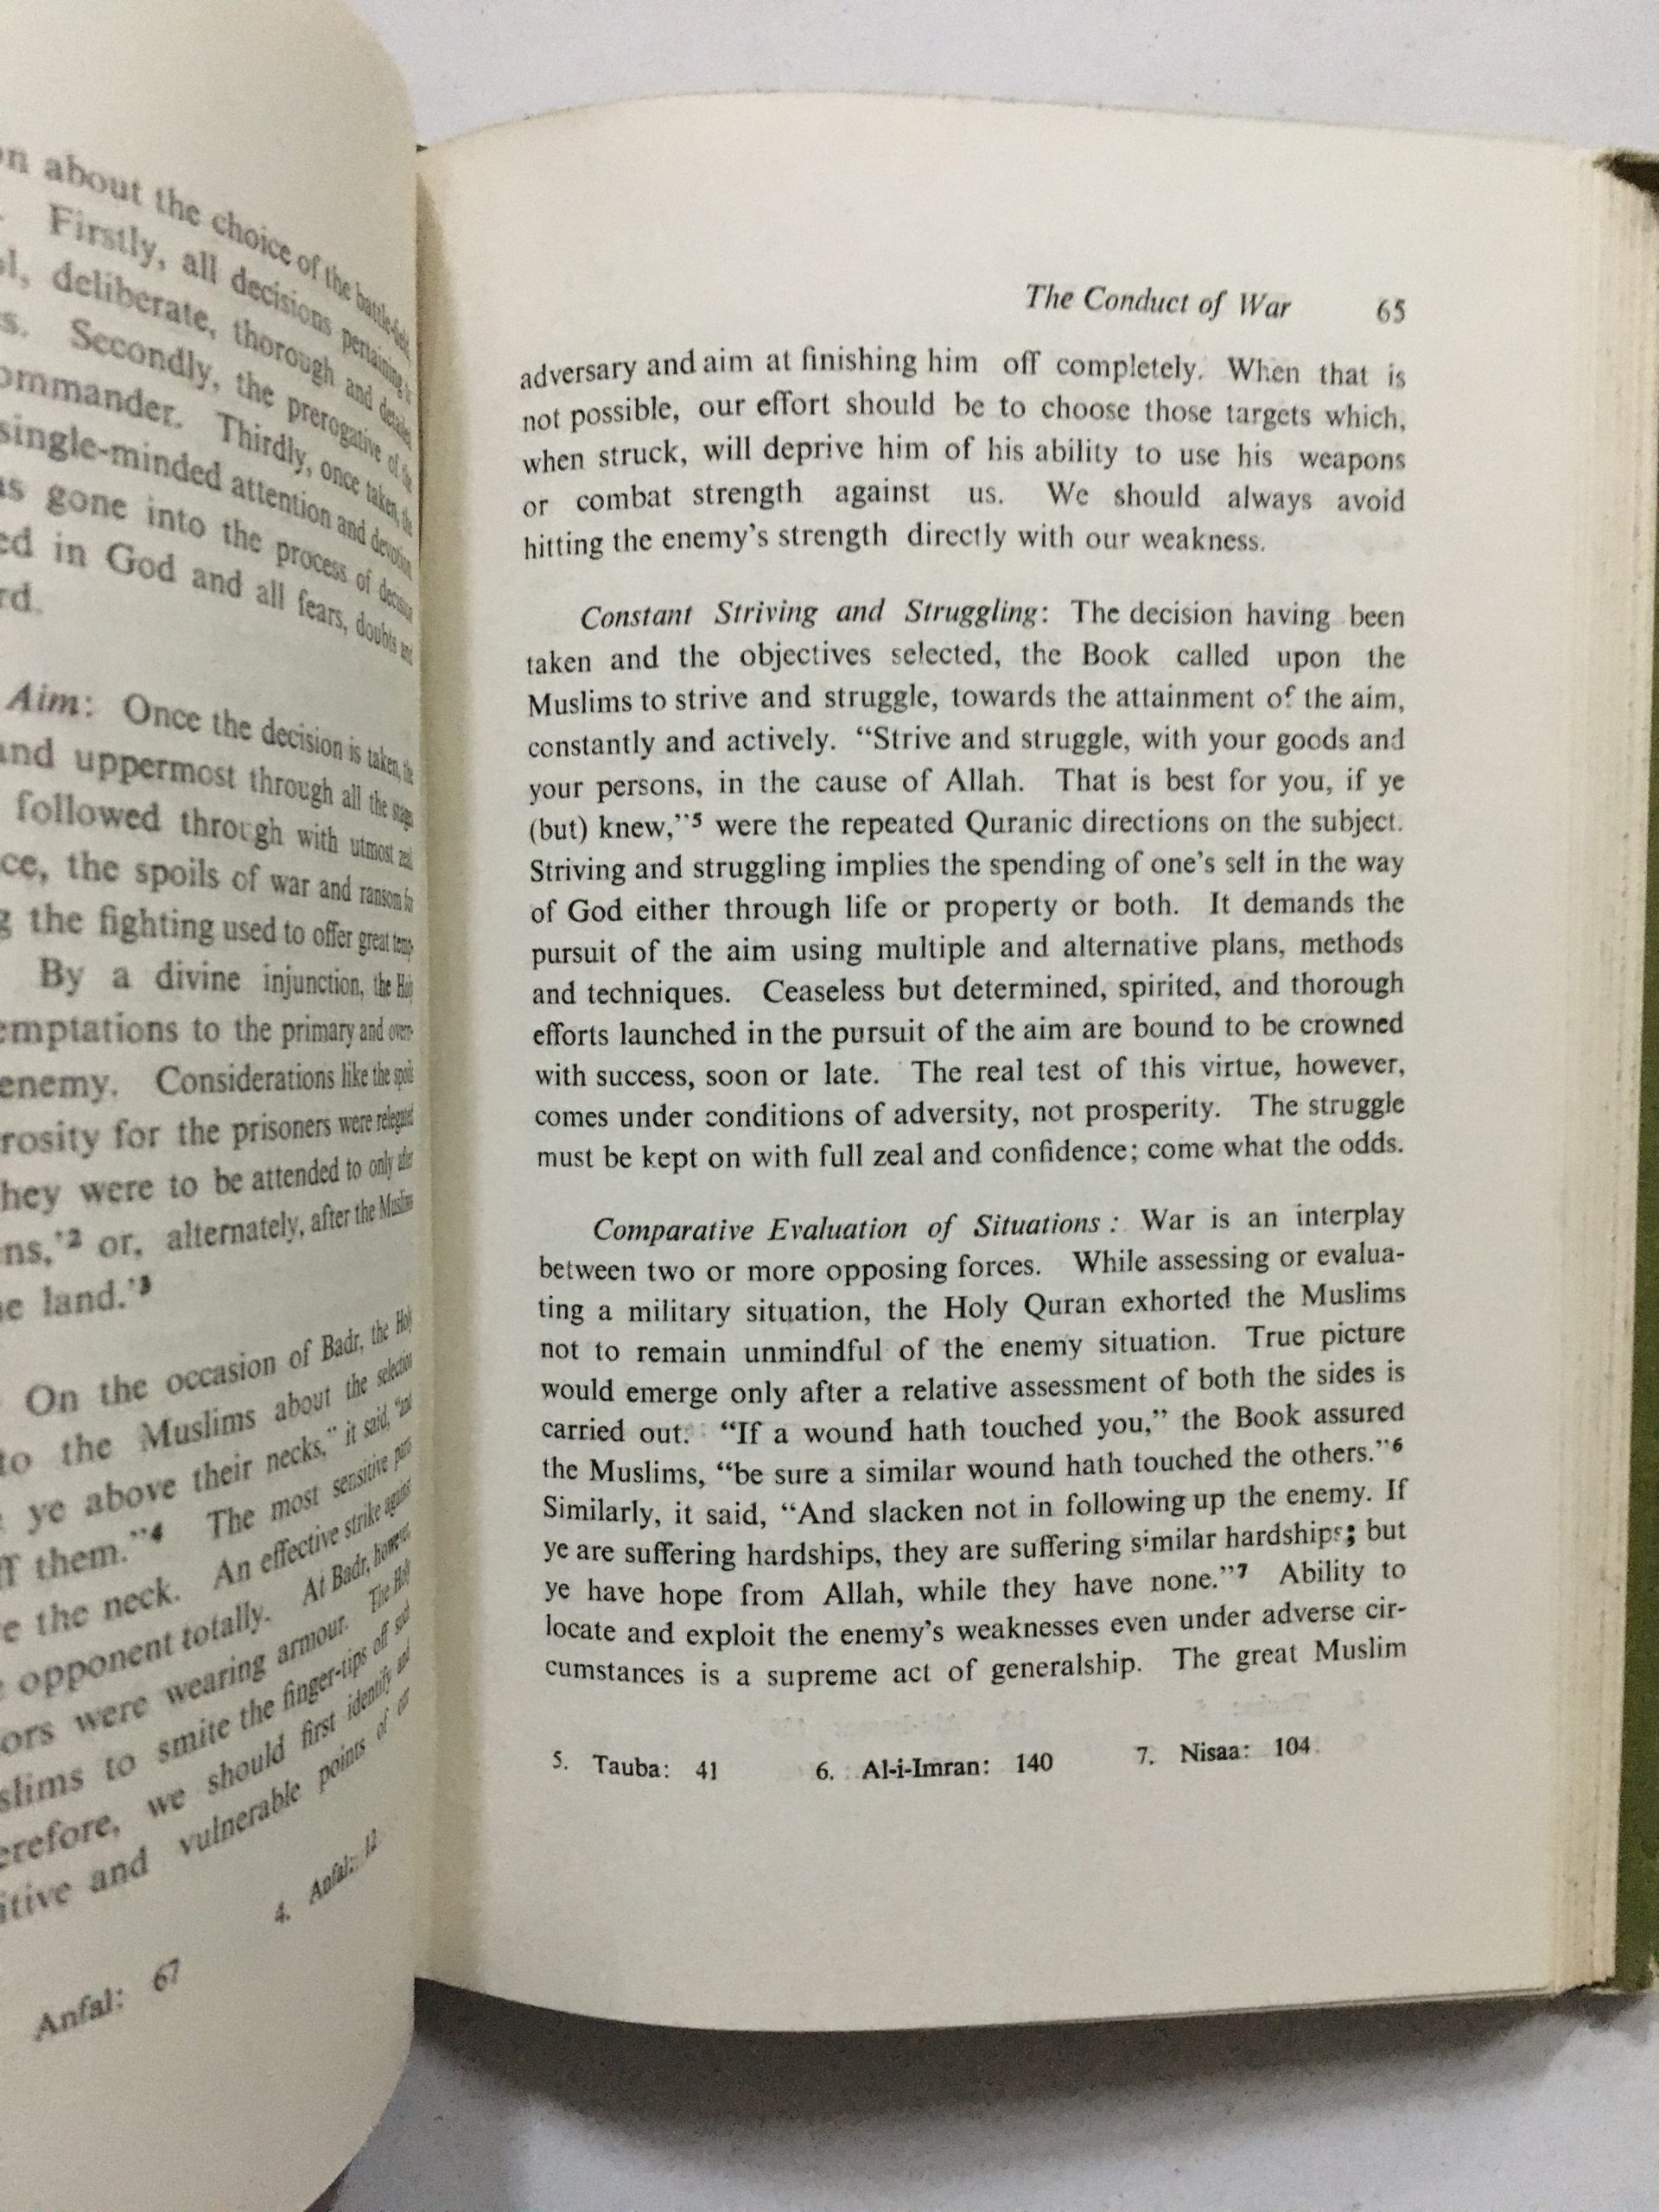 on about the choice of the battle-field,
Firstly, all decisions pertaining to
deliberate, thorough and detailed
Secondly, the prerogative of the
ommander. Thirdly, once taken, the
single-minded attention and devotion
as gone into the process of decision
ed in God and all fears, doubts and
rd.
Aim: Once the decision is taken, the
and uppermost through all the stages
followed through with utmost zeal
ce, the spoils of war and ransom for
g the fighting used to offer great temp-
By a divine injunction, the Holy
emptations to the primary and over-
enemy. Considerations like the spoils
rosity for the prisoners were relegated
hey were to be attended to only after
ns,'2 or, alternately, after the Muslims
e land.'3
On the occasion of Badr, the Holy
to the Muslims about the selection
ye above their necks," it said, "and
ff them."4 The most sensitive parts
e the neck. An effective strike against
opponent totally. At Badr, however,
ors were wearing armour. The Holy
slims to smite the finger-tips off such
erefore, we should first identify and
itive and vulnerable points of our
4. Anfal: 12
Anfal: 67
The Conduct of War 65
adversary and aim at finishing him off completely. When that is
not possible, our effort should be to choose those targets which,
when struck, will deprive him of his ability to use his weapons
or combat strength against us. We should always avoid
hitting the enemy's strength directly with our weakness.
Constant Striving and Struggling: The decision having been
taken and the objectives selected, the Book called upon the
Muslims to strive and struggle, towards the attainment of the aim,
constantly and actively. "Strive and struggle, with your goods and
your persons, in the cause of Allah. That is best for you, if ye
(but) knew,"5 were the repeated Quranic directions on the subject.
Striving and struggling implies the spending of one's self in the way
of God either through life or property or both. It demands the
pursuit of the aim using multiple and alternative plans, methods
and techniques. Ceaseless but determined, spirited, and thorough
efforts launched in the pursuit of the aim are bound to be crowned
with success, soon or late. The real test of this virtue, however,
comes under conditions of adversity, not prosperity. The struggle
must be kept on with full zeal and confidence; come what the odds.
Comparative Evaluation of Situations : War is an interplay
between two or more opposing forces. While assessing or evalua-
ting a military situation, the Holy Quran exhorted the Muslims
not to remain unmindful of the enemy situation. True picture
would emerge only after a relative assessment of both the sides is
carried out. "If a wound hath touched you," the Book assured
the Muslims, "be sure a similar wound hath touched the others."6
Similarly, it said, "And slacken not in following up the enemy. If
ye are suffering hardships, they are suffering similar hardships; but
ye have hope from Allah, while they have none."7 Ability to
locate and exploit the enemy's weaknesses even under adverse cir-
cumstances is a supreme act of generalship. The great Muslim
5. Tauba: 41 6. Al-i-Imran: 140 7. Nisaa: 104